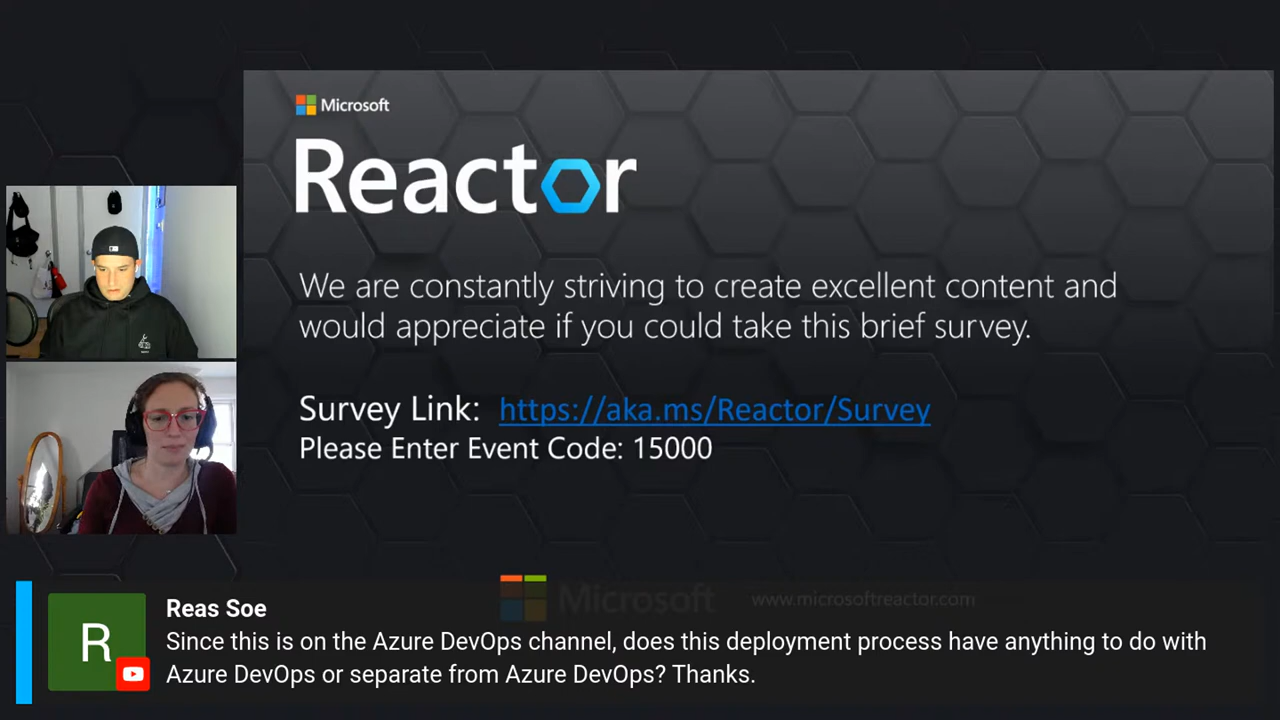 Microsoft
Reactor
We are constantly striving to create excellent content and
would appreciate if you could take this brief survey.
Survey Link: https://aka.ms/Reactor/Survey
Please Enter Event Code: 15000
Microsoft www.microsoftreactor.com
R
Reas Soe
Since this is on the Azure DevOps channel, does this deployment process have anything to do with
Azure DevOps or separate from Azure DevOps? Thanks.